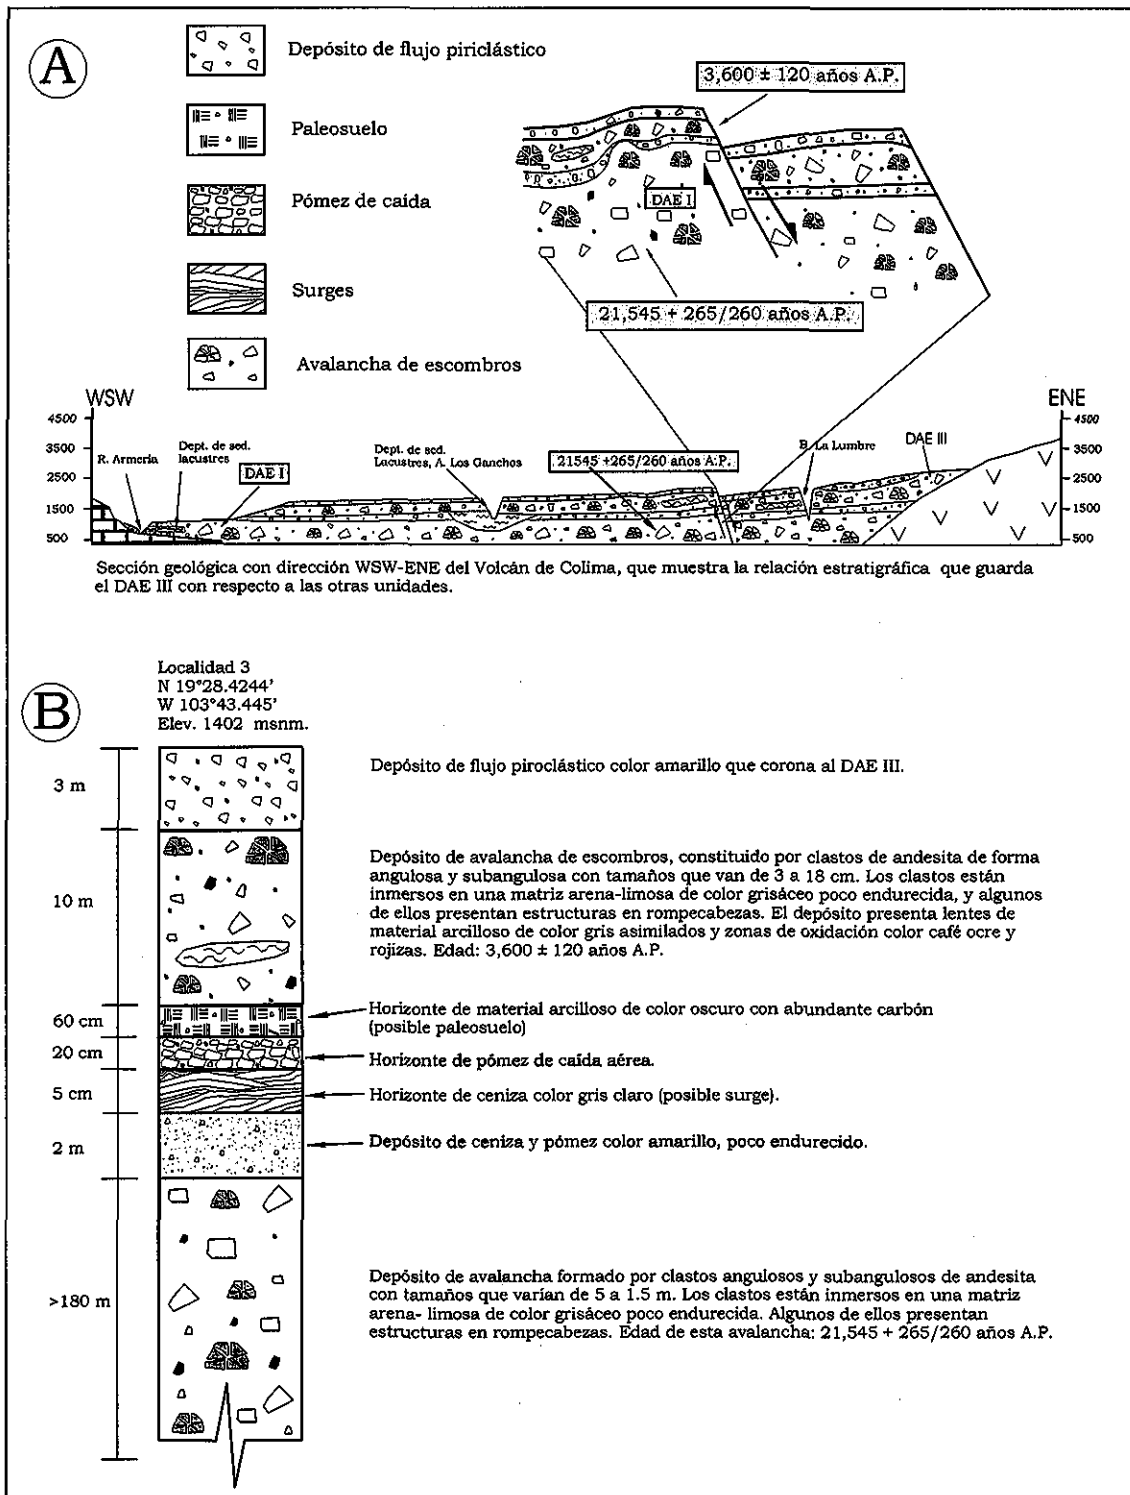 A
Depósito de flujo piriclástico
Paleosuelo
Pómez de caída
Surges
Avalancha de escombros
3,600 ± 120 años A.P.
DAE I
21,545 + 265/260 años A.P.
WSW
ENE
4500
3500
2500
1500
500
R. Armería
Dept. de sed.
lacustres
DAE I
Dept. de sed.
Lacustres, A. Los Ganchos
21545 +265/260 años A.P.
B. La Lumbre
DAE III
4500
3500
2500
1500
500
Sección geológica con dirección WSW-ENE del Volcán de Colima, que muestra la relación estratigráfica que guarda
el DAE III con respecto a las otras unidades.
B
Localidad 3
N 19°28.4244'
W 103°43.445'
Elev. 1402 msnm.
3 m
Depósito de flujo piroclástico color amarillo que corona al DAE III.
10 m
Depósito de avalancha de escombros, constituido por clastos de andesita de forma
angulosa y subangulosa con tamaños que van de 3 a 18 cm. Los clastos están
inmersos en una matriz arena-limosa de color grisáceo poco endurecida, y algunos
de ellos presentan estructuras en rompecabezas. El depósito presenta lentes de
material arcilloso de color gris asimilados y zonas de oxidación color café ocre y
rojizas. Edad: 3,600 ± 120 años A.P.
60 cm
Horizonte de material arcilloso de color oscuro con abundante carbón
(posible paleosuelo)
20 cm
Horizonte de pómez de caída aérea.
5 cm
Horizonte de ceniza color gris claro (posible surge).
2 m
Depósito de ceniza y pómez color amarillo, poco endurecido.
>180 m
Depósito de avalancha formado por clastos angulosos y subangulosos de andesita
con tamaños que varían de 5 a 1.5 m. Los clastos están inmersos en una matriz
arena- limosa de color grisáceo poco endurecida. Algunos de ellos presentan
estructuras en rompecabezas. Edad de esta avalancha: 21,545 + 265/260 años A.P.